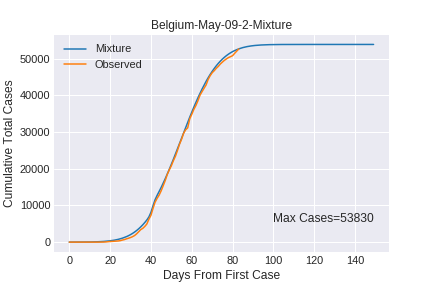 Belgium-May-09-2-Mixture
Mixture
Observed
Cumulative Total Cases
50000
40000
30000
20000
10000
0
Max Cases=53830
0 20 40 60 80 100 120 140
Days From First Case